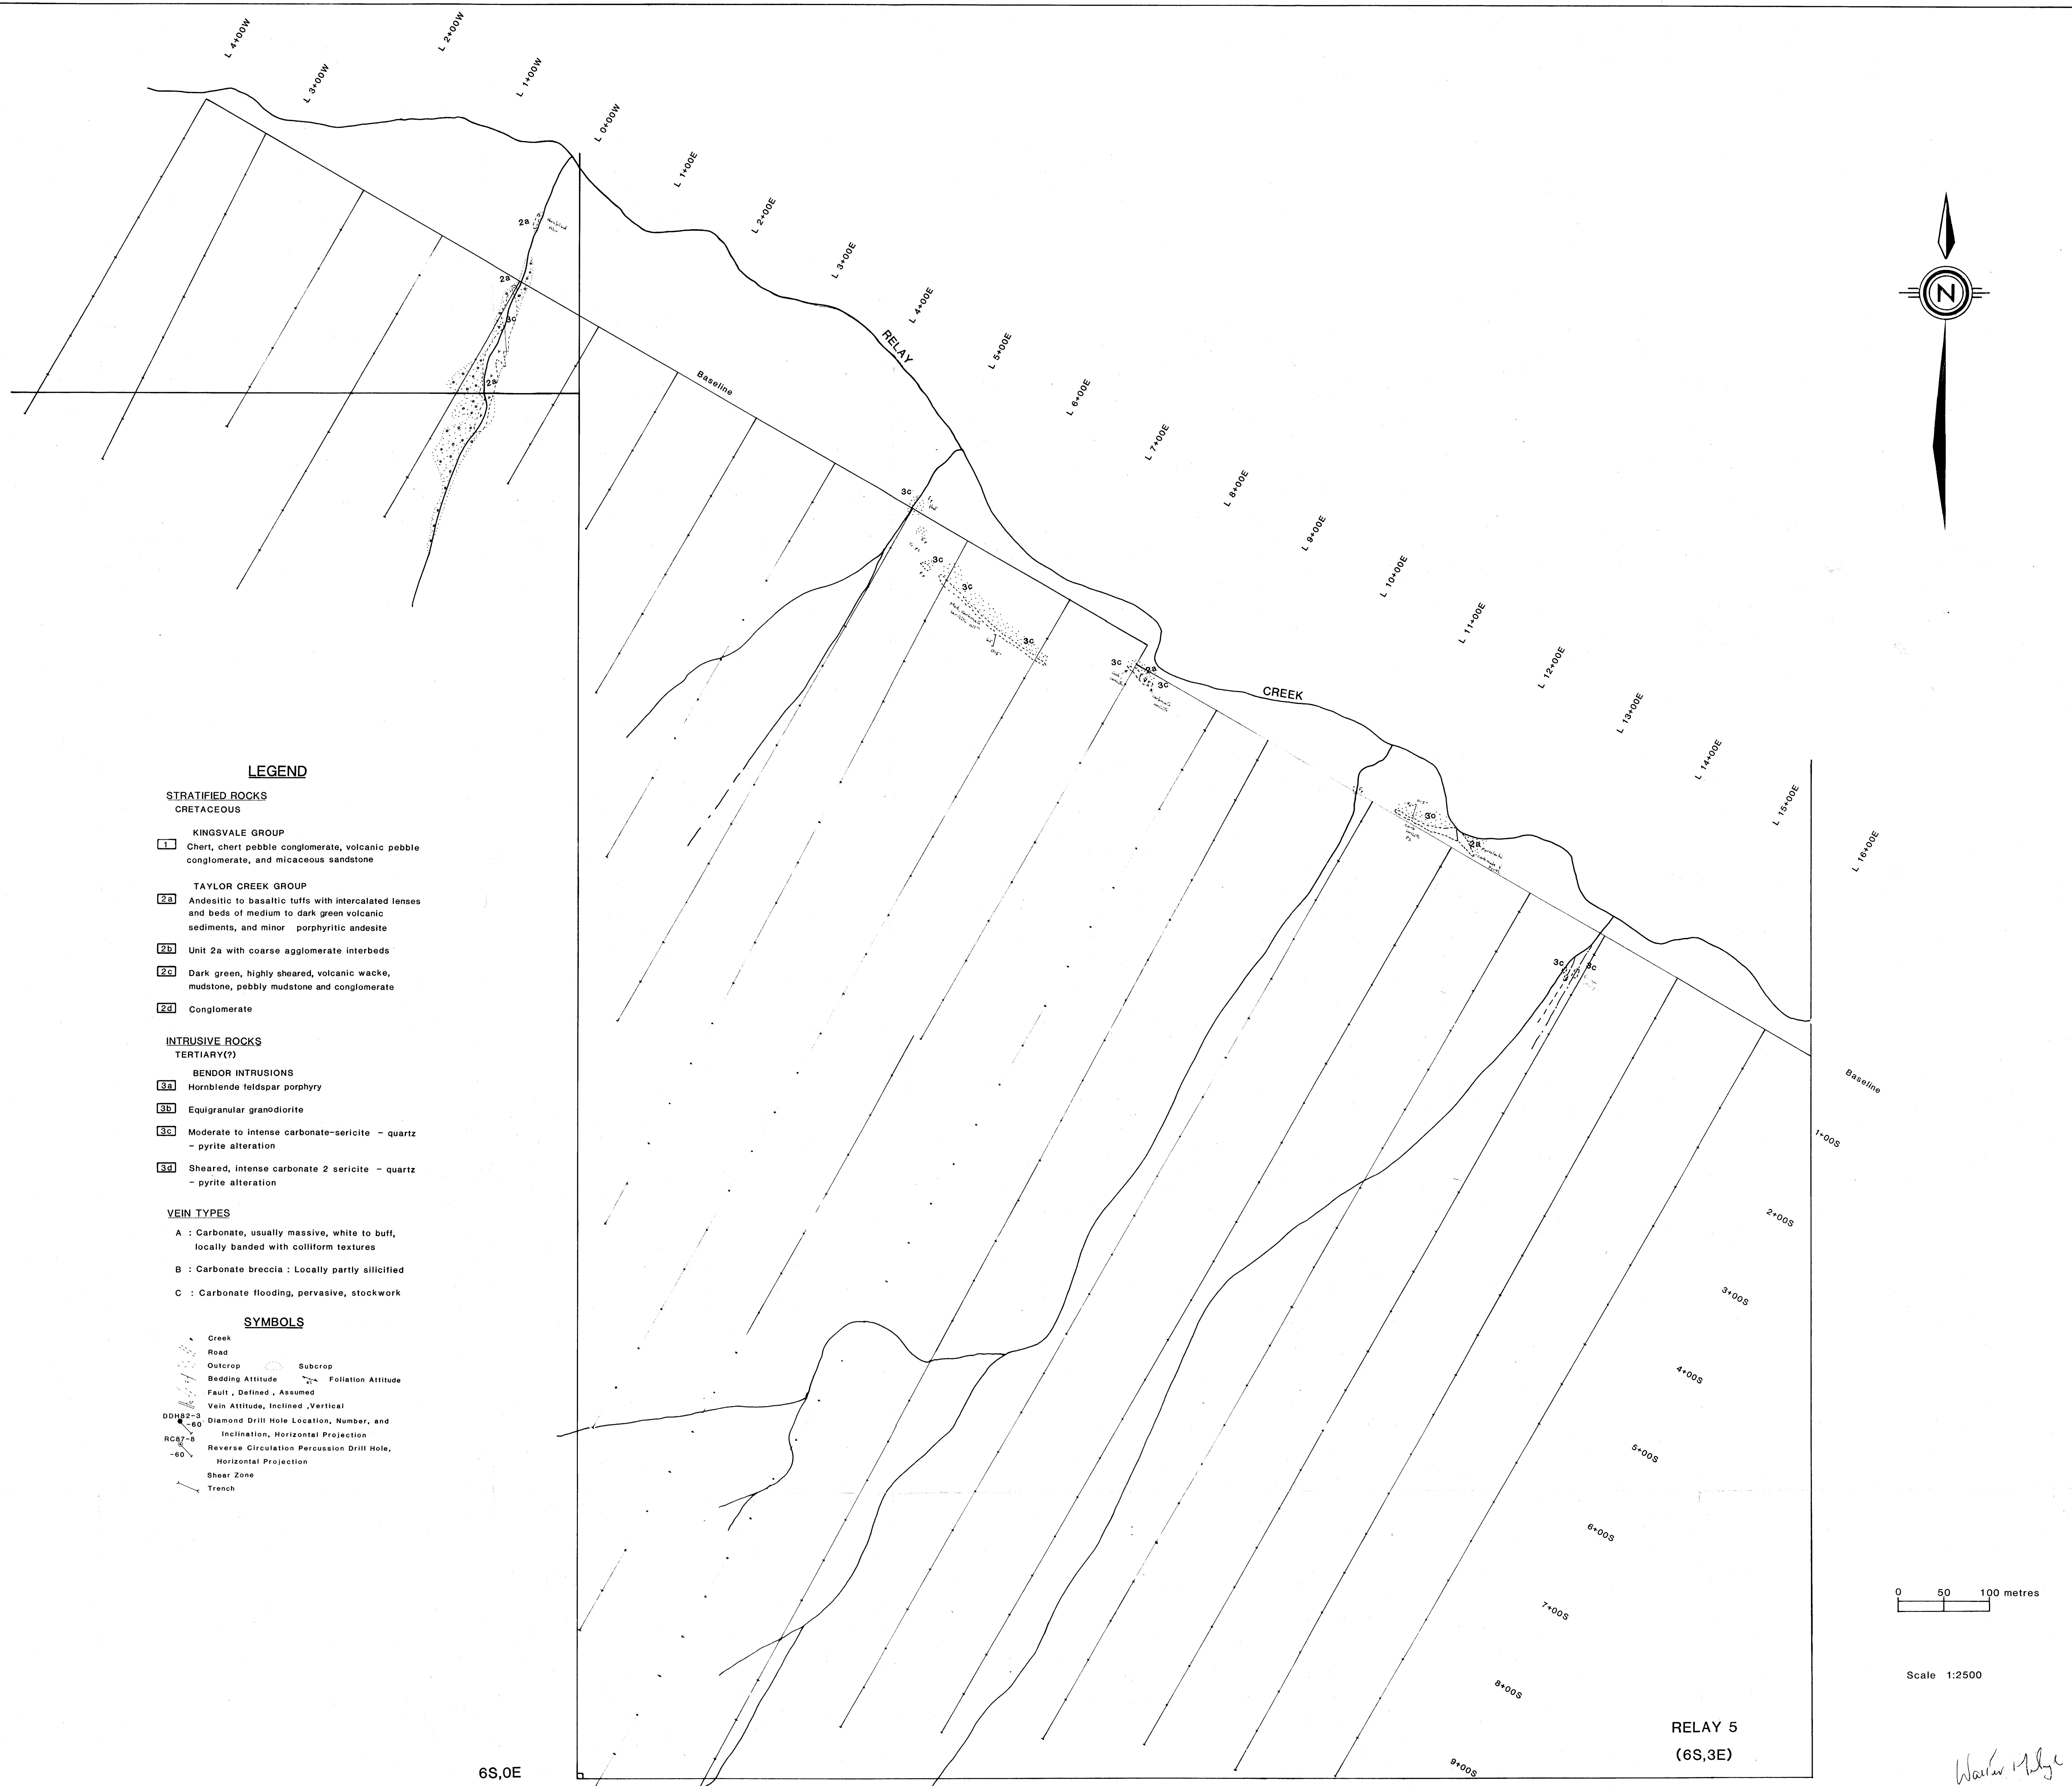 L 4+00W
L 3+00W
L 2+00W
L 1+00W
L 0+00W
L 1+00E
L 2+00E
L 3+00E
L 4+00E
L 5+00E
L 6+00E
L 7+00E
L 8+00E
L 9+00E
L 10+00E
L 11+00E
L 12+00E
L 13+00E
L 14+00E
L 15+00E
L 16+00E
N
RELAY
CREEK
Baseline
2a
2a
3c
2a
3c
3c
3c
3c
3c
2a
3c
3c
2a
3c
3c
Baseline
1+00S
2+00S
3+00S
4+00S
5+00S
6+00S
7+00S
8+00S
9+00S
LEGEND
STRATIFIED ROCKS
CRETACEOUS
KINGSVALE GROUP
1 Chert, chert pebble conglomerate, volcanic pebble
conglomerate, and micaceous sandstone
TAYLOR CREEK GROUP
2a Andesitic to basaltic tuffs with intercalated lenses
and beds of medium to dark green volcanic
sediments, and minor porphyritic andesite
2b Unit 2a with coarse agglomerate interbeds
2c Dark green, highly sheared, volcanic wacke,
mudstone, pebbly mudstone and conglomerate
2d Conglomerate
INTRUSIVE ROCKS
TERTIARY(?)
BENDOR INTRUSIONS
3a Hornblende feldspar porphyry
3b Equigranular granodiorite
3c Moderate to intense carbonate-sericite - quartz
- pyrite alteration
3d Sheared, intense carbonate 2 sericite - quartz
- pyrite alteration
VEIN TYPES
A : Carbonate, usually massive, white to buff,
locally banded with colliform textures
B : Carbonate breccia : Locally partly silicified
C : Carbonate flooding, pervasive, stockwork
SYMBOLS
Creek
Road
Outcrop Subcrop
Bedding Attitude Foliation Attitude
Fault , Defined , Assumed
Vein Attitude, Inclined ,Vertical
DDH82-3
-60 Diamond Drill Hole Location, Number, and
Inclination, Horizontal Projection
RC87-8
-60 Reverse Circulation Percussion Drill Hole,
Horizontal Projection
Shear Zone
Trench
0 50 100 metres
Scale 1:2500
RELAY 5
(6S,3E)
6S,0E